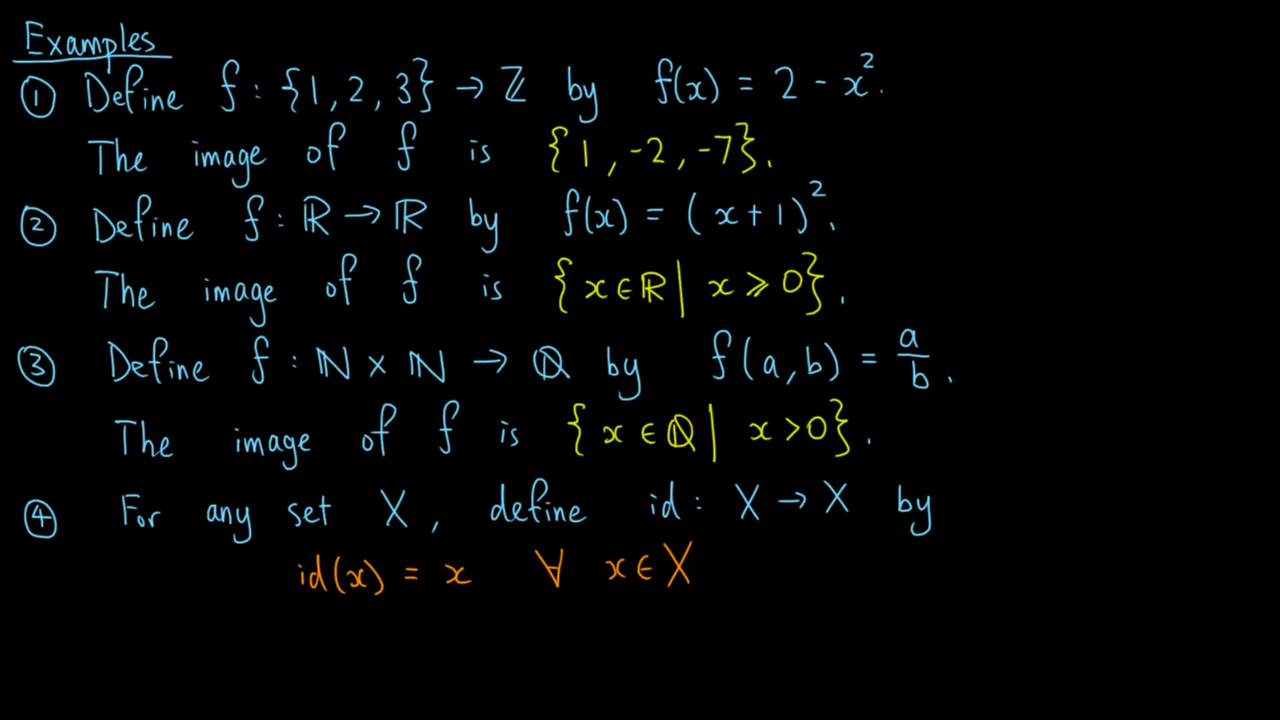 Examples
① Define f : {1, 2, 3} → ℤ by f(x) = 2 - x².
The image of f is {1, -2, -7}.
② Define f : ℝ → ℝ by f(x) = (x+1)².
The image of f is {x ∈ ℝ | x ⩾ 0}.
③ Define f : ℕ × ℕ → ℚ by f(a, b) = a/b.
The image of f is {x ∈ ℚ | x > 0}.
④ For any set X, define id : X → X by
id(x) = x ∀ x ∈ X